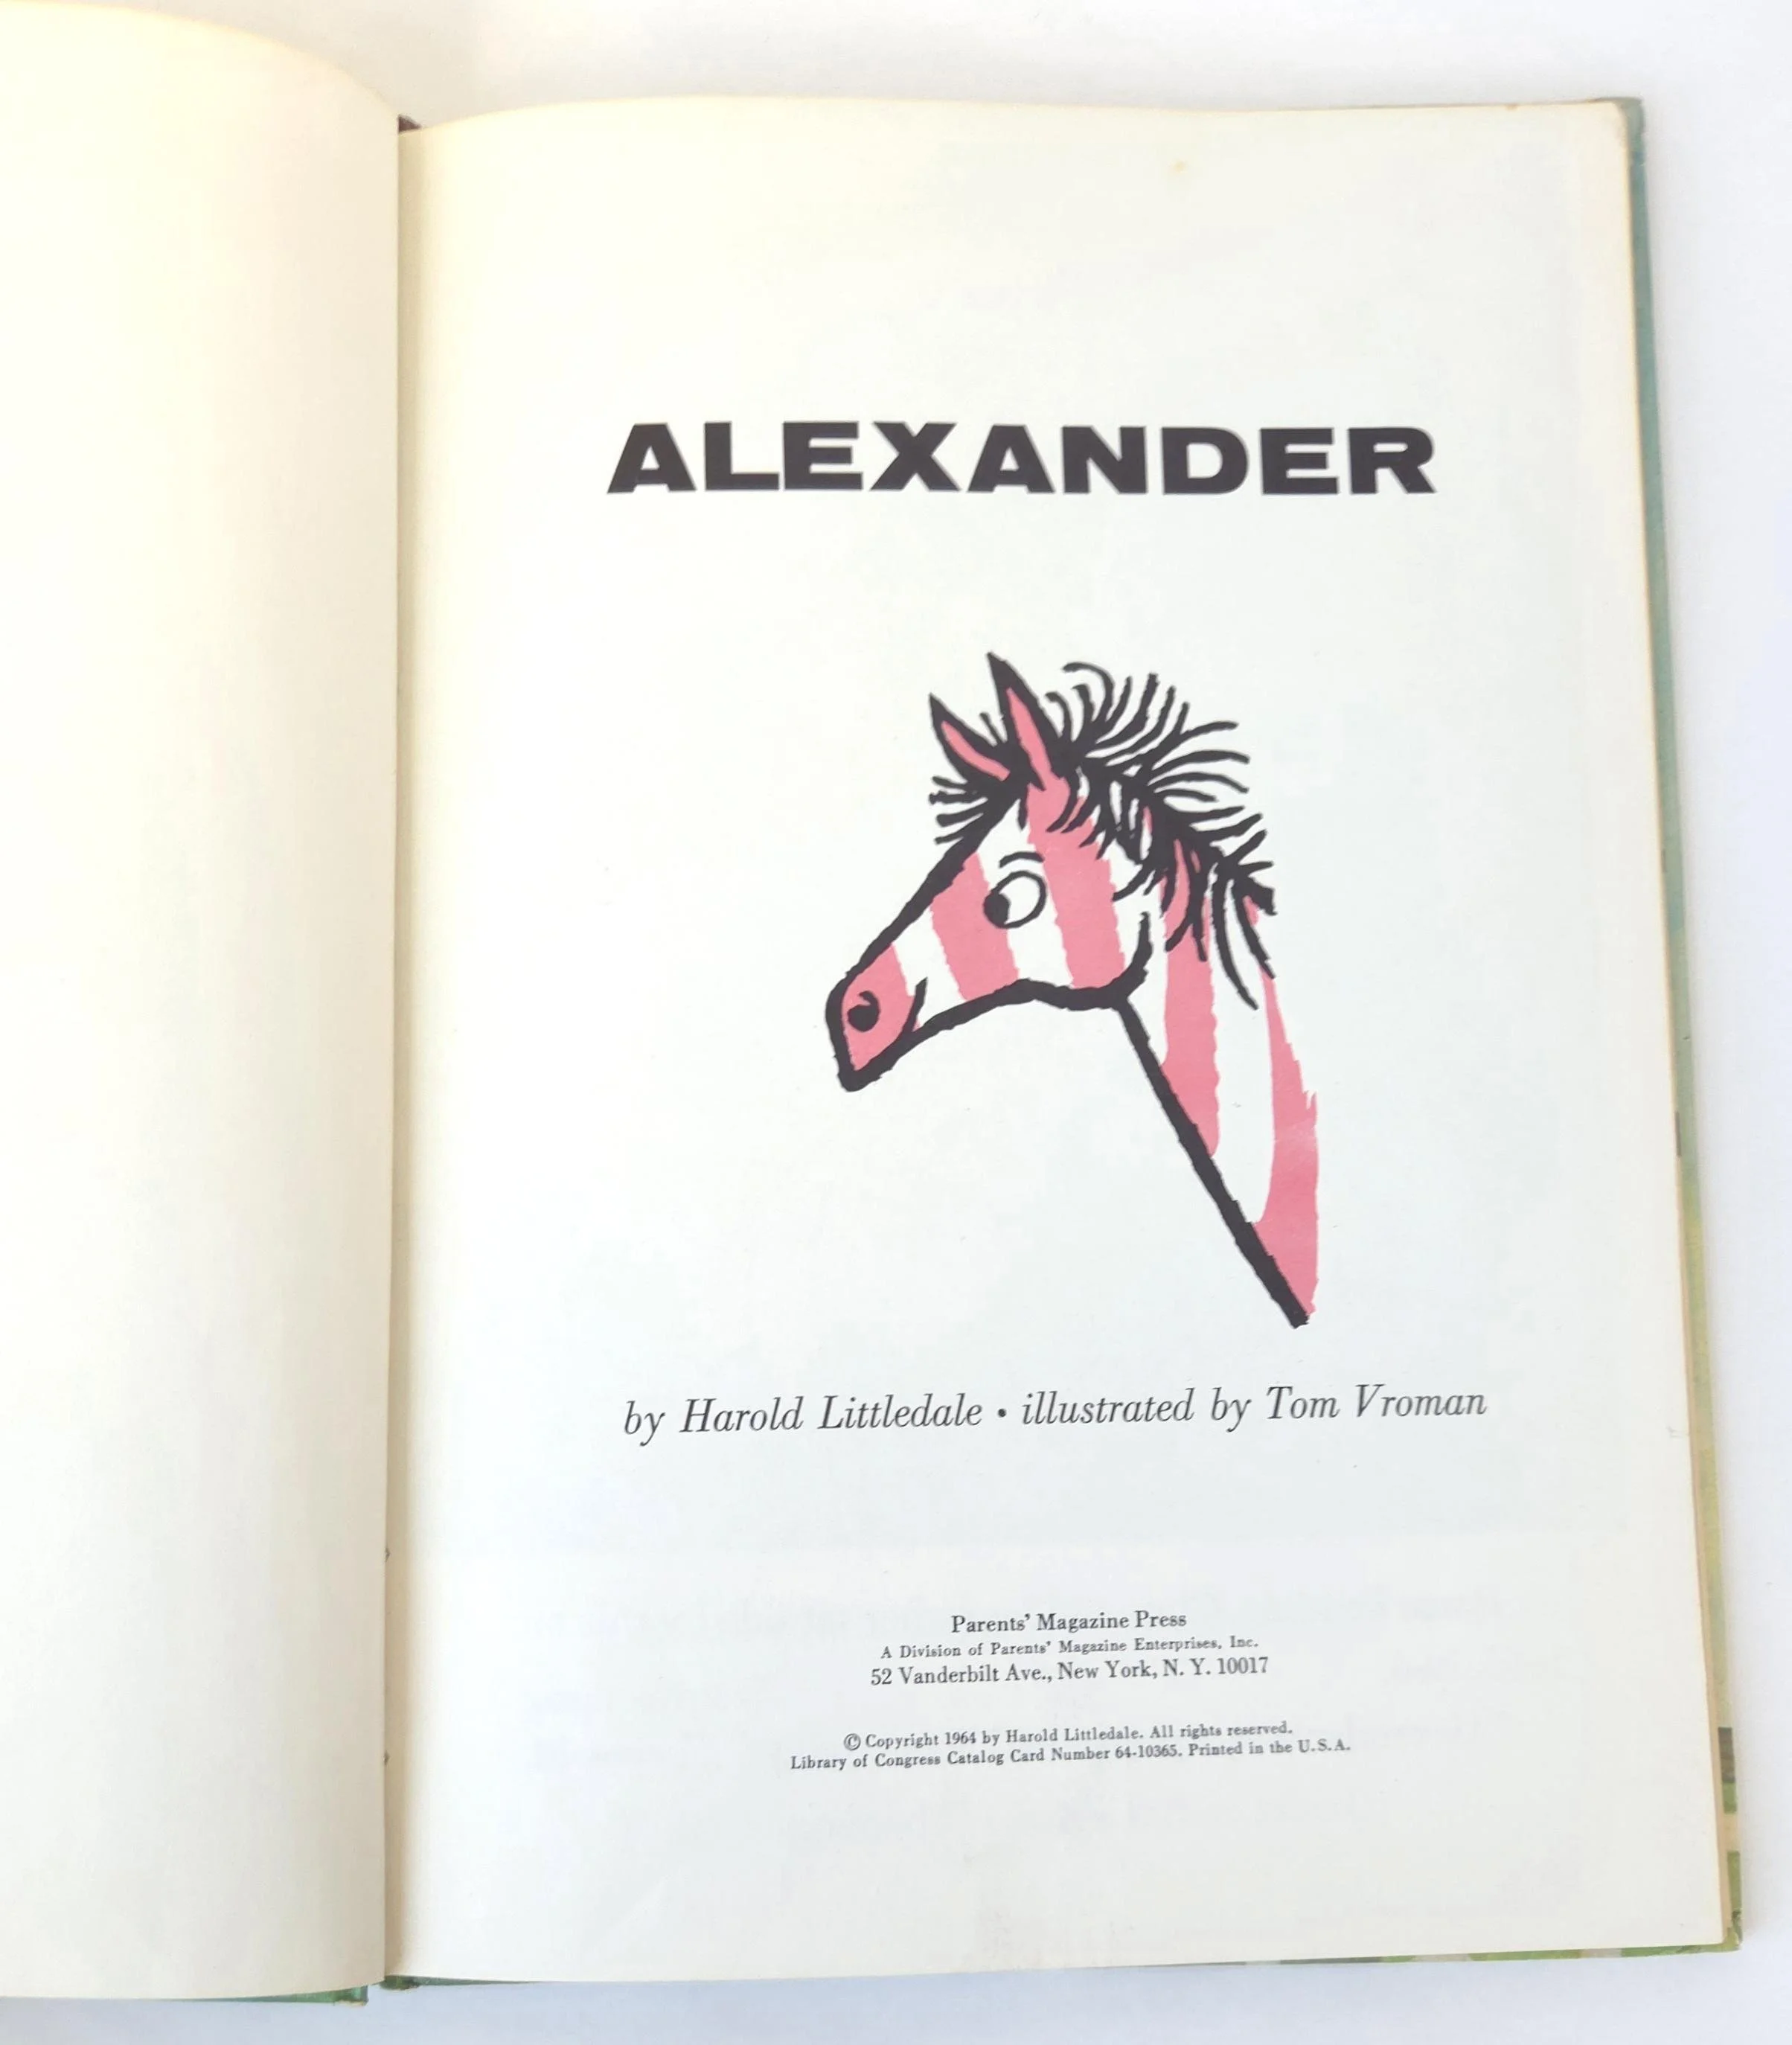 ALEXANDER
by Harold Littledale • illustrated by Tom Vroman
Parents' Magazine Press
A Division of Parents' Magazine Enterprises, Inc.
52 Vanderbilt Ave., New York, N. Y. 10017
© Copyright 1964 by Harold Littledale. All rights reserved.
Library of Congress Catalog Card Number 64-10365. Printed in the U.S.A.